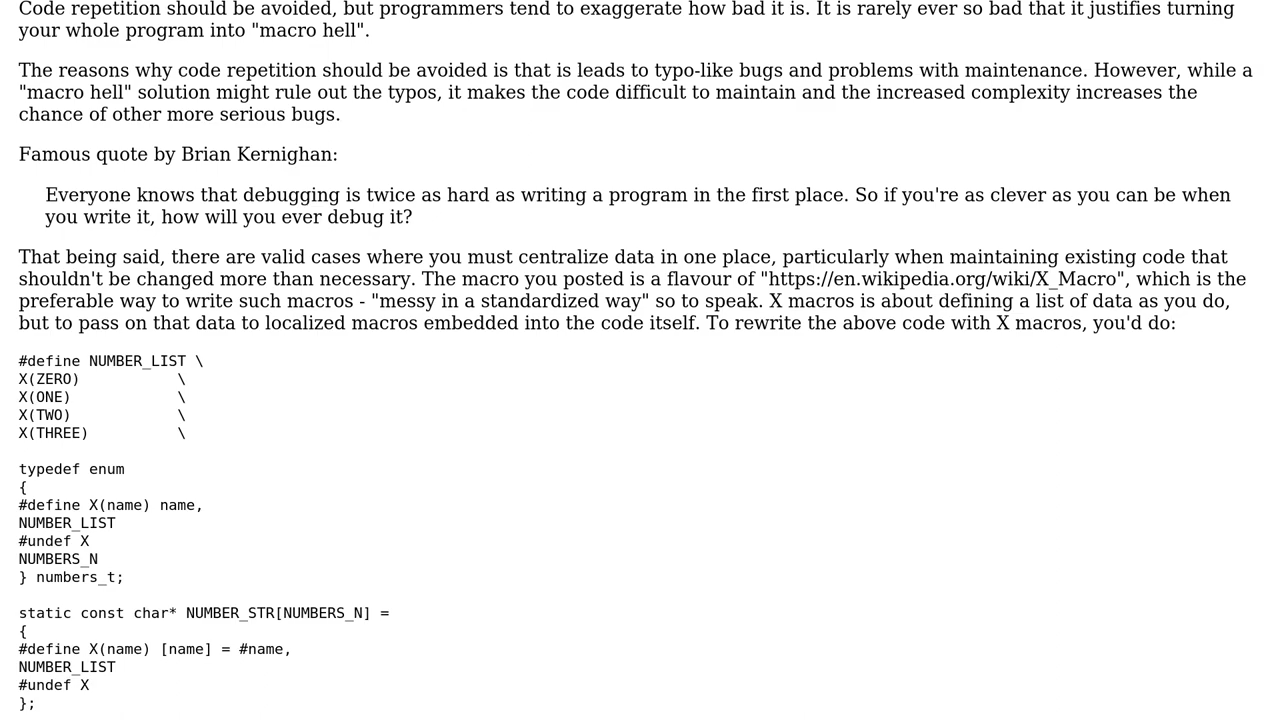 Code repetition should be avoided, but programmers tend to exaggerate how bad it is. It is rarely ever so bad that it justifies turning
your whole program into "macro hell".
The reasons why code repetition should be avoided is that is leads to typo-like bugs and problems with maintenance. However, while a
"macro hell" solution might rule out the typos, it makes the code difficult to maintain and the increased complexity increases the
chance of other more serious bugs.
Famous quote by Brian Kernighan:
Everyone knows that debugging is twice as hard as writing a program in the first place. So if you're as clever as you can be when
you write it, how will you ever debug it?
That being said, there are valid cases where you must centralize data in one place, particularly when maintaining existing code that
shouldn't be changed more than necessary. The macro you posted is a flavour of "https://en.wikipedia.org/wiki/X_Macro", which is the
preferable way to write such macros - "messy in a standardized way" so to speak. X macros is about defining a list of data as you do,
but to pass on that data to localized macros embedded into the code itself. To rewrite the above code with X macros, you'd do:
#define NUMBER_LIST \
X(ZERO)           \
X(ONE)            \
X(TWO)            \
X(THREE)          \
typedef enum
{
#define X(name) name,
NUMBER_LIST
#undef X
NUMBERS_N
} numbers_t;
static const char* NUMBER_STR[NUMBERS_N] =
{
#define X(name) [name] = #name,
NUMBER_LIST
#undef X
};